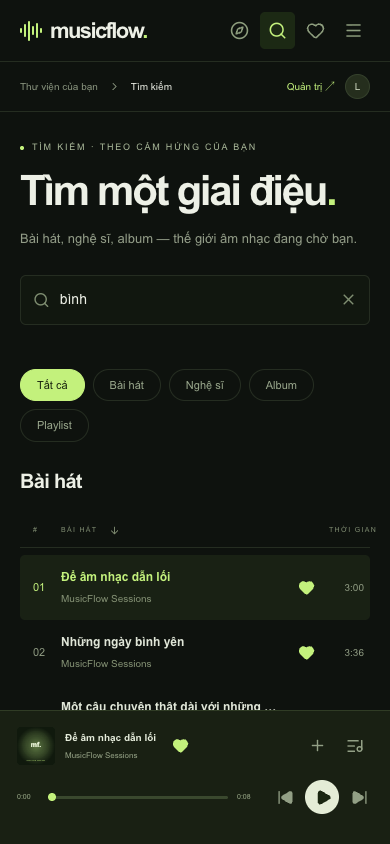 musicflow.
Thư viện của bạn
Tìm kiếm
Quản trị
L
TÌM KIẾM · THEO CẢM HỨNG CỦA BẠN
Tìm một giai điệu.
Bài hát, nghệ sĩ, album — thế giới âm nhạc đang chờ bạn.
bình
Tất cả
Bài hát
Nghệ sĩ
Album
Playlist
Bài hát
# BÀI HÁT THỜI GIAN
01 Để âm nhạc dẫn lối 3:00
MusicFlow Sessions
02 Những ngày bình yên 3:36
MusicFlow Sessions
Một câu chuyện thật dài với những ...
mf.
Để âm nhạc dẫn lối
MusicFlow Sessions
0:00 0:08